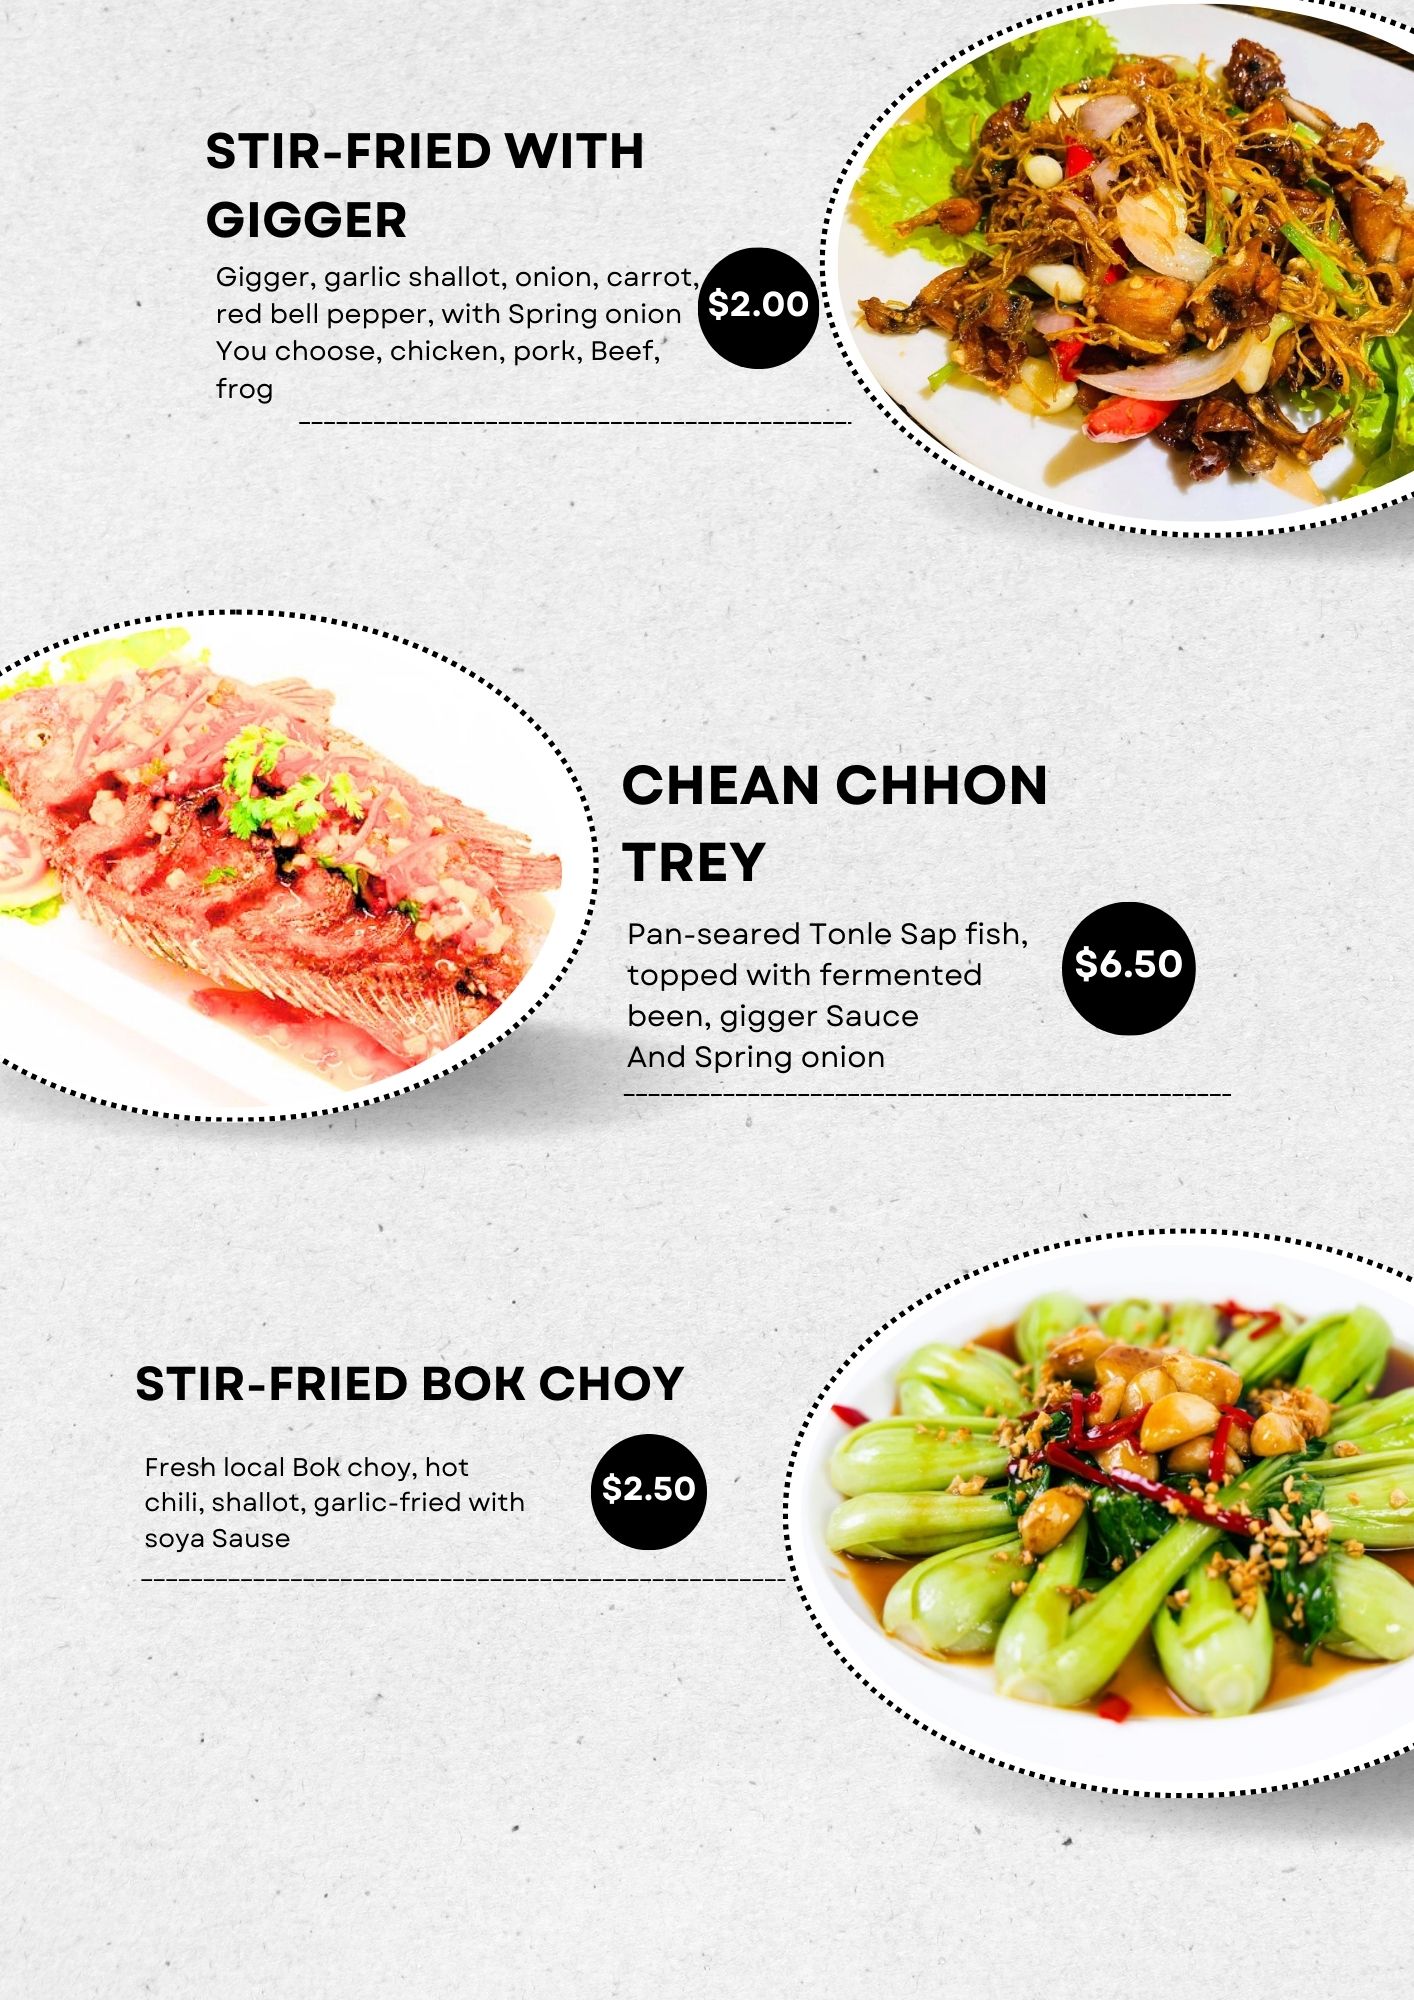 STIR-FRIED WITH
GIGGER
Gigger, garlic shallot, onion, carrot,
red bell pepper, with Spring onion
You choose, chicken, pork, Beef,
frog
$2.00
CHEAN CHHON
TREY
Pan-seared Tonle Sap fish,
topped with fermented
been, gigger Sauce
And Spring onion
$6.50
STIR-FRIED BOK CHOY
Fresh local Bok choy, hot
chili, shallot, garlic-fried with
soya Sause
$2.50